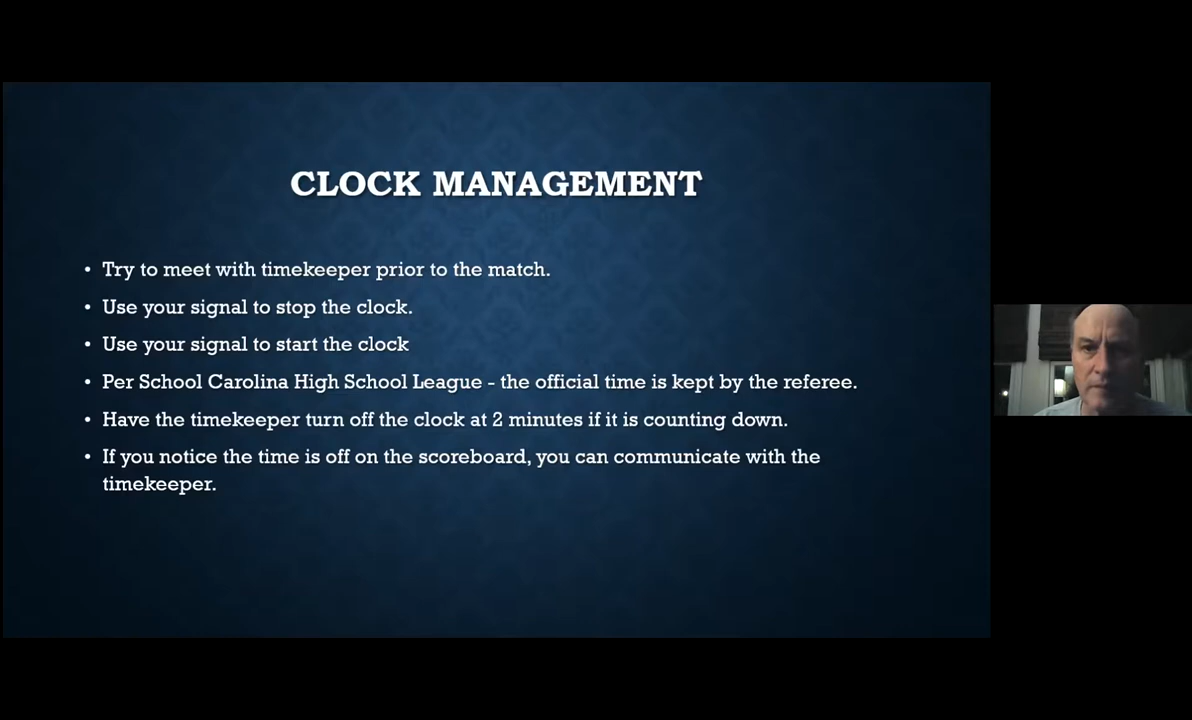 CLOCK MANAGEMENT
• Try to meet with timekeeper prior to the match.
• Use your signal to stop the clock.
• Use your signal to start the clock
• Per School Carolina High School League - the official time is kept by the referee.
• Have the timekeeper turn off the clock at 2 minutes if it is counting down.
• If you notice the time is off on the scoreboard, you can communicate with the
timekeeper.